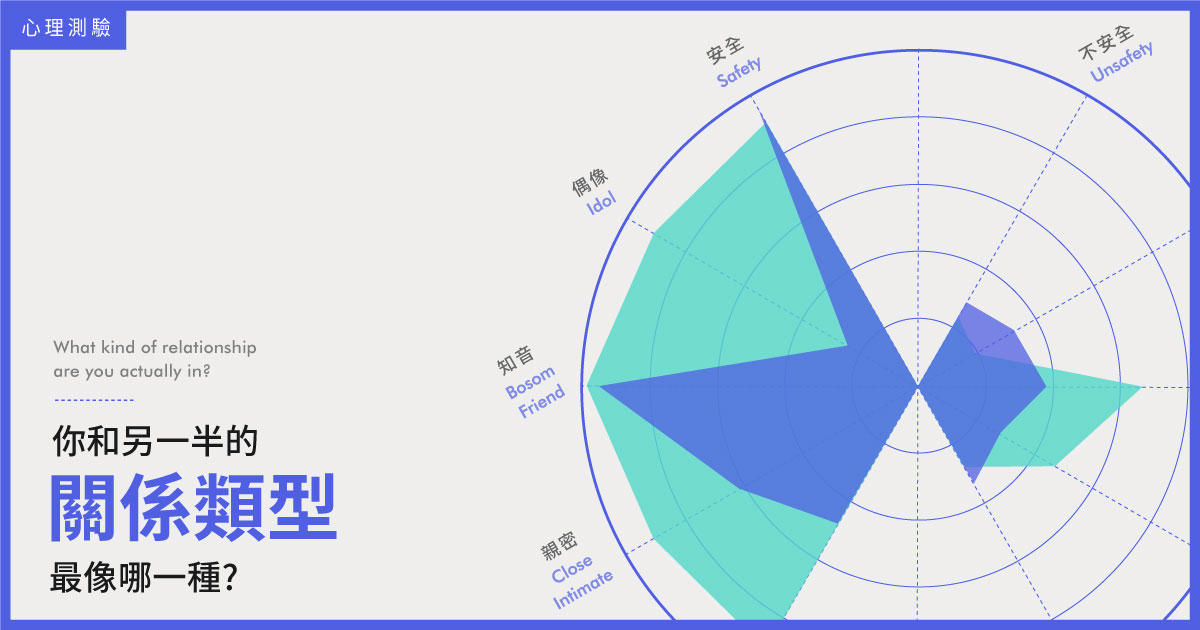 心理測驗
安全
Safety
不安全
Unsafety
偶像
Idol
知音
Bosom
Friend
親密
Close
Intimate
What kind of relationship
are you actually in?
你和另一半的
關係類型
最像哪一種?